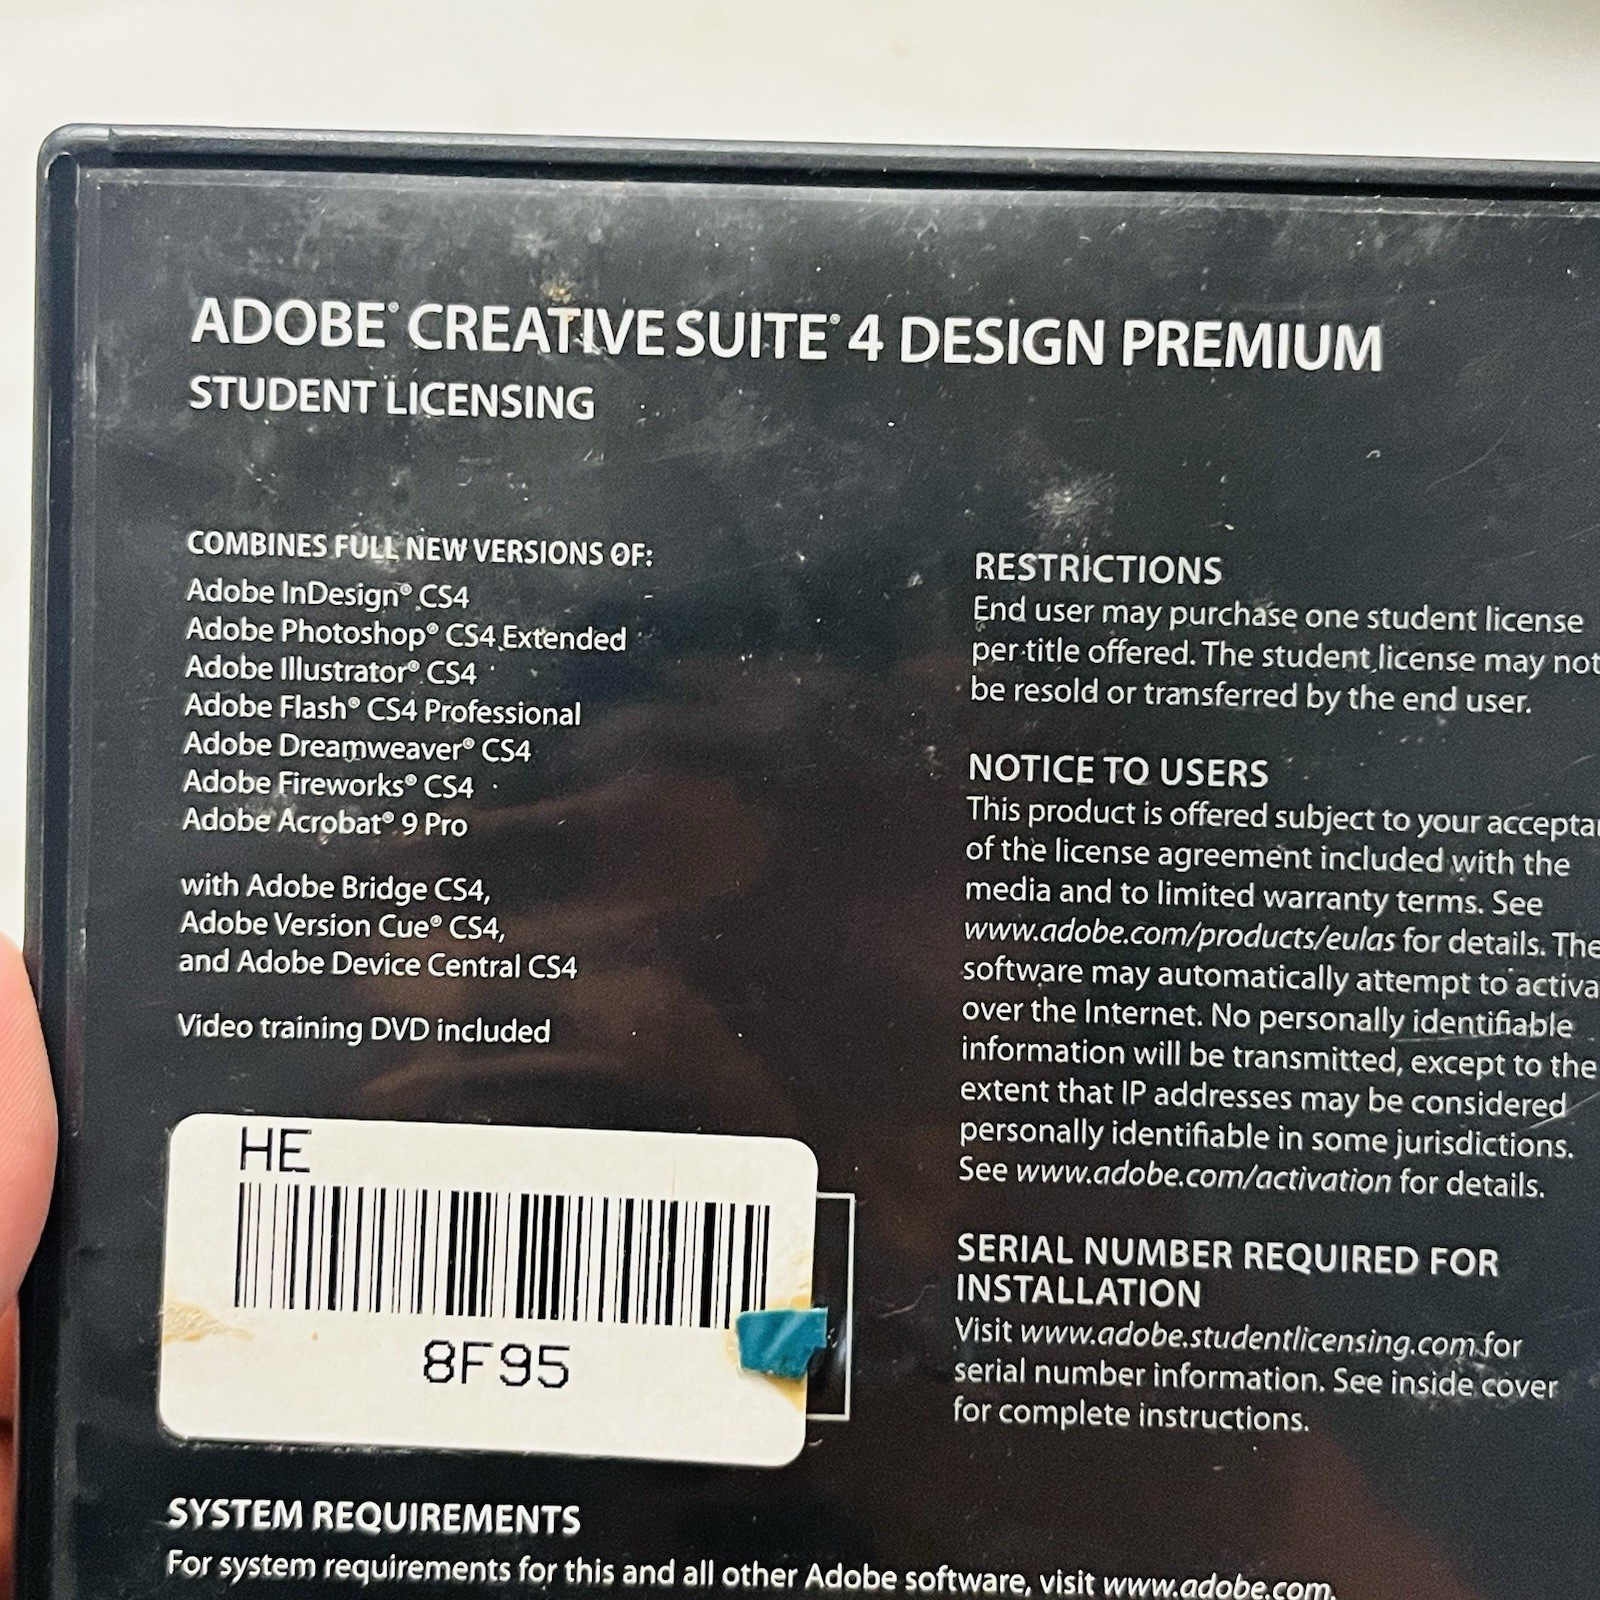 ADOBE® CREATIVE SUITE® 4 DESIGN PREMIUM
STUDENT LICENSING
COMBINES FULL NEW VERSIONS OF:
Adobe InDesign® CS4
Adobe Photoshop® CS4 Extended
Adobe Illustrator® CS4
Adobe Flash® CS4 Professional
Adobe Dreamweaver® CS4
Adobe Fireworks® CS4
Adobe Acrobat® 9 Pro
with Adobe Bridge CS4,
Adobe Version Cue® CS4,
and Adobe Device Central CS4
Video training DVD included
HE
8F95
RESTRICTIONS
End user may purchase one student license
per title offered. The student license may not
be resold or transferred by the end user.
NOTICE TO USERS
This product is offered subject to your
of the license agreement included with the
media and to limited warranty terms. See
www.adobe.com/products/eulas for details. The
software may automatically attempt to
over the Internet. No personally identifiable
information will be transmitted, except to the
extent that IP addresses may be considered
personally identifiable in some jurisdictions.
See www.adobe.com/activation for details.
SERIAL NUMBER REQUIRED FOR
INSTALLATION
Visit www.adobe.studentlicensing.com for
serial number information. See inside cover
for complete instructions.
SYSTEM REQUIREMENTS
For system requirements for this and all other Adobe software, visit www.adobe.com.